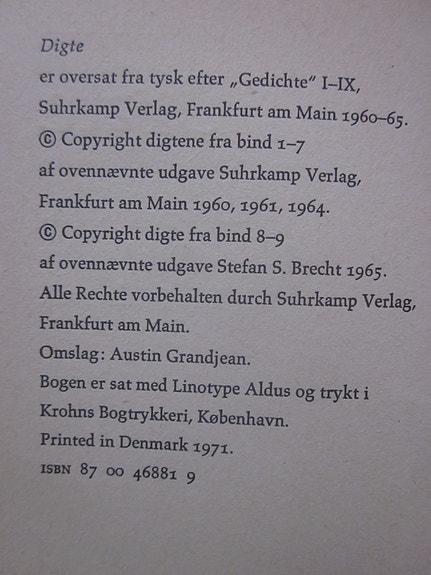 Digte
er oversat fra tysk efter „Gedichte“ I–IX,
Suhrkamp Verlag, Frankfurt am Main 1960–65.
© Copyright digtene fra bind 1–7
af ovennævnte udgave Suhrkamp Verlag,
Frankfurt am Main 1960, 1961, 1964.
© Copyright digte fra bind 8–9
af ovennævnte udgave Stefan S. Brecht 1965.
Alle Rechte vorbehalten durch Suhrkamp Verlag,
Frankfurt am Main.
Omslag: Austin Grandjean.
Bogen er sat med Linotype Aldus og trykt i
Krohns Bogtrykkeri, København.
Printed in Denmark 1971.
ISBN 87 00 46881 9